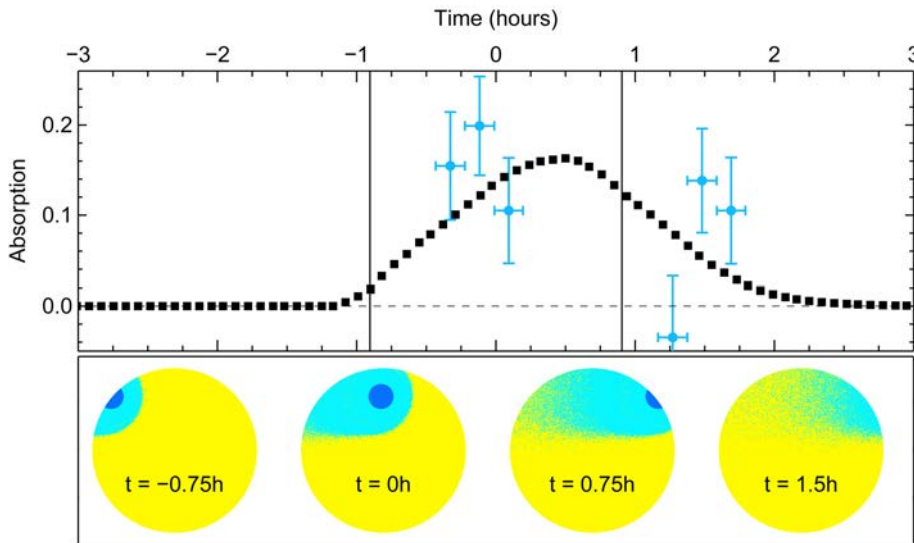 Time (hours)
−3 −2 −1 0 1 2 3
Absorption
0.2
0.1
0.0
t = −0.75h t = 0h t = 0.75h t = 1.5h